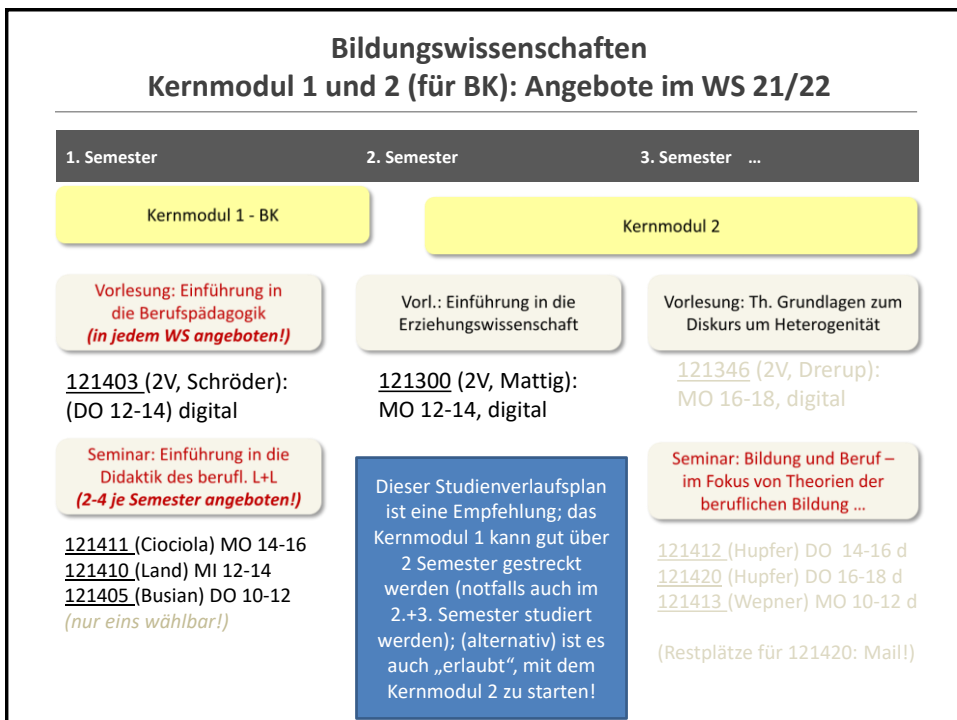 Bildungswissenschaften
Kernmodul 1 und 2 (für BK): Angebote im WS 21/22
1. Semester
2. Semester
3. Semester ...
Kernmodul 1 - BK
Kernmodul 2
Vorlesung: Einführung in
die Berufspädagogik
(in jedem WS angeboten!)
121403 (2V, Schröder):
(DO 12-14) digital
Seminar: Einführung in die
Didaktik des berufl. L+L
(2-4 je Semester angeboten!)
121411 (Ciociola) MO 14-16
121410 (Land) MI 12-14
121405 (Busian) DO 10-12
(nur eins wählbar!)
Vorl.: Einführung in die
Erziehungswissenschaft
121300 (2V, Mattig):
MO 12-14, digital
Dieser Studienverlaufsplan
ist eine Empfehlung; das
Kernmodul 1 kann gut über
2 Semester gestreckt
werden (notfalls auch im
2.+3. Semester studiert
werden); (alternativ) ist es
auch „erlaubt“, mit dem
Kernmodul 2 zu starten!
Vorlesung: Th. Grundlagen zum
Diskurs um Heterogenität
121346 (2V, Drerup):
MO 16-18, digital
Seminar: Bildung und Beruf –
im Fokus von Theorien der
beruflichen Bildung ...
121412 (Hupfer) DO 14-16 d
121420 (Hupfer) DO 16-18 d
121413 (Wepner) MO 10-12 d
(Restplätze für 121420: Mail!)